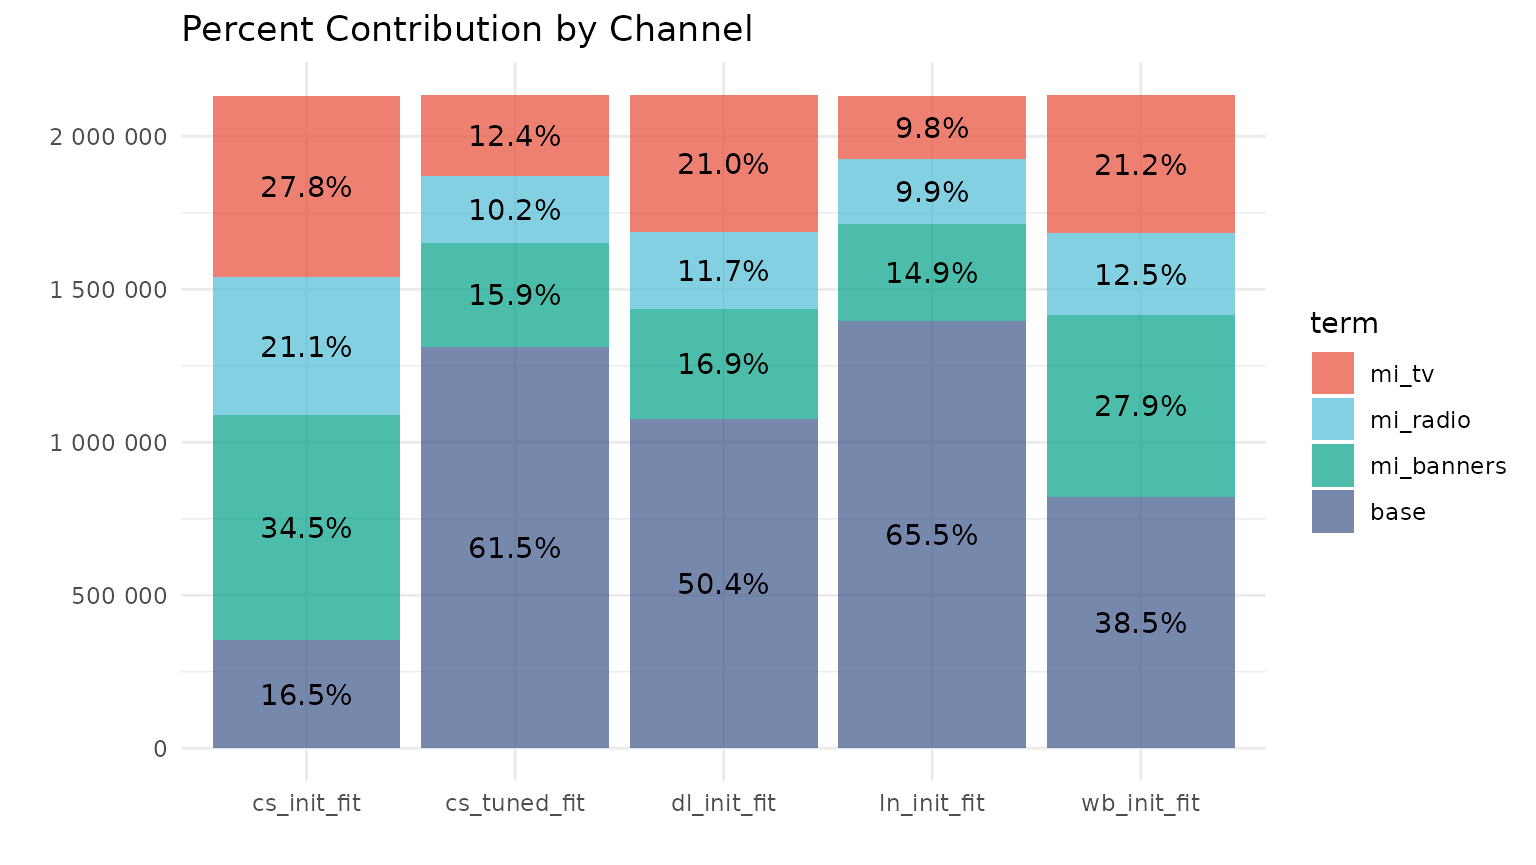 Percent Contribution by Channel
2 000 000
1 500 000
1 000 000
500 000
0
27.8%
21.1%
34.5%
16.5%
12.4%
10.2%
15.9%
61.5%
21.0%
11.7%
16.9%
50.4%
9.8%
9.9%
14.9%
65.5%
21.2%
12.5%
27.9%
38.5%
cs_init_fit
cs_tuned_fit
dl_init_fit
ln_init_fit
wb_init_fit
term
mi_tv
mi_radio
mi_banners
base